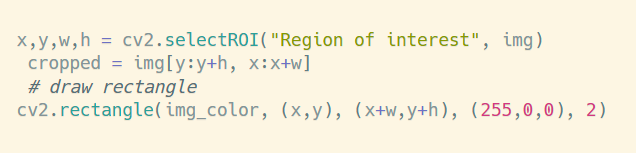 x,y,w,h = cv2.selectROI("Region of interest", img)
 cropped = img[y:y+h, x:x+w]
 # draw rectangle
cv2.rectangle(img_color, (x,y), (x+w,y+h), (255,0,0), 2)